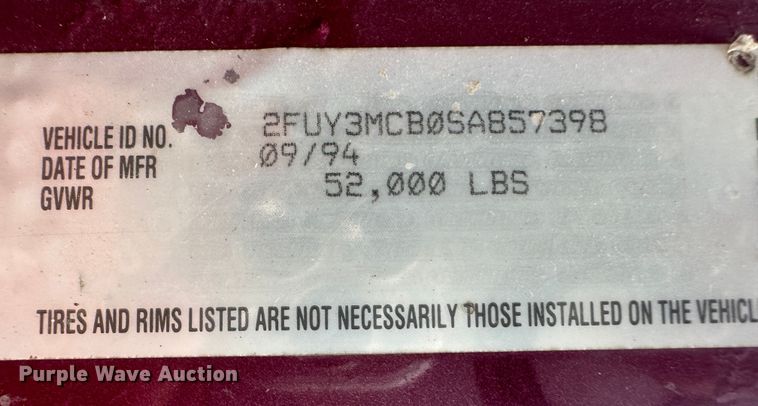 VEHICLE ID NO. 2FUY3MCB0SA857398
DATE OF MFR 09/94
GVWR 52,000 LBS
TIRES AND RIMS LISTED ARE NOT NECESSARILY THOSE INSTALLED ON THE
Purple Wave Auction